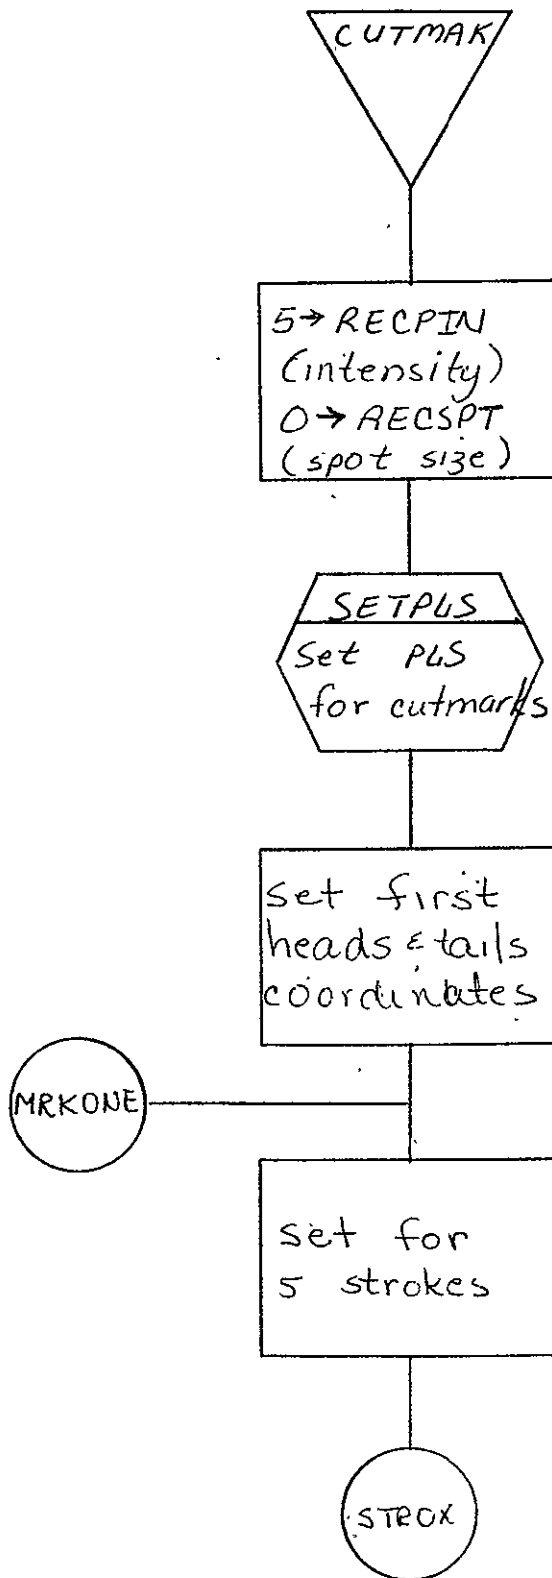 CUTMAK
5→ RECPIN
(intensity)
0→ RECSPT
(spot size)
SETPLS
Set PLS
for cutmarks
set first
heads & tails
coordinates
MRKONE
set for
5 strokes
STROX